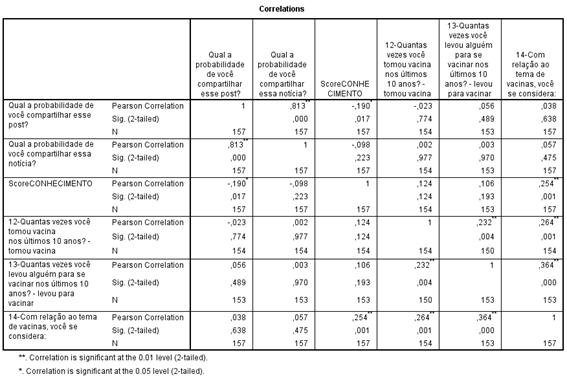 Correlations
Qual a probabilidade de você compartilhar esse post?
Qual a probabilidade de você compartilhar essa notícia?
ScoreCONHECIMENTO
12-Quantas vezes você tomou vacina nos últimos 10 anos? - tomou vacina
13-Quantas vezes você levou alguém para se vacinar nos últimos 10 anos? - levou para vacinar
14-Com relação ao tema de vacinas, você se considera:
Qual a probabilidade de você compartilhar esse post?
Pearson Correlation 1 ,813** -,190* -,023 ,056 ,038
Sig. (2-tailed) ,000 ,017 ,774 ,489 ,638
N 157 157 157 154 153 157
Qual a probabilidade de você compartilhar essa notícia?
Pearson Correlation ,813** 1 -,098 ,002 ,003 ,057
Sig. (2-tailed) ,000 ,223 ,977 ,970 ,475
N 157 157 157 154 153 157
ScoreCONHECIMENTO
Pearson Correlation -,190* -,098 1 ,124 ,106 ,254**
Sig. (2-tailed) ,017 ,223 ,124 ,193 ,001
N 157 157 157 154 153 157
12-Quantas vezes você tomou vacina nos últimos 10 anos? - tomou vacina
Pearson Correlation -,023 ,002 ,124 1 ,232** ,264**
Sig. (2-tailed) ,774 ,977 ,124 ,004 ,001
N 154 154 154 154 150 154
13-Quantas vezes você levou alguém para se vacinar nos últimos 10 anos? - levou para vacinar
Pearson Correlation ,056 ,003 ,106 ,232** 1 ,364**
Sig. (2-tailed) ,489 ,970 ,193 ,004 ,000
N 153 153 153 150 153 153
14-Com relação ao tema de vacinas, você se considera:
Pearson Correlation ,038 ,057 ,254** ,264** ,364** 1
Sig. (2-tailed) ,638 ,475 ,001 ,001 ,000
N 157 157 157 154 153 157
**. Correlation is significant at the 0.01 level (2-tailed).
*. Correlation is significant at the 0.05 level (2-tailed).